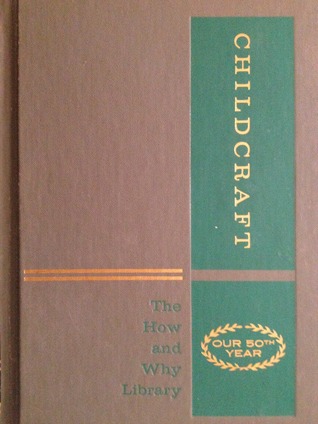 CHILDCRAFT
The
How
and
Why
Library
OUR 50TH
YEAR